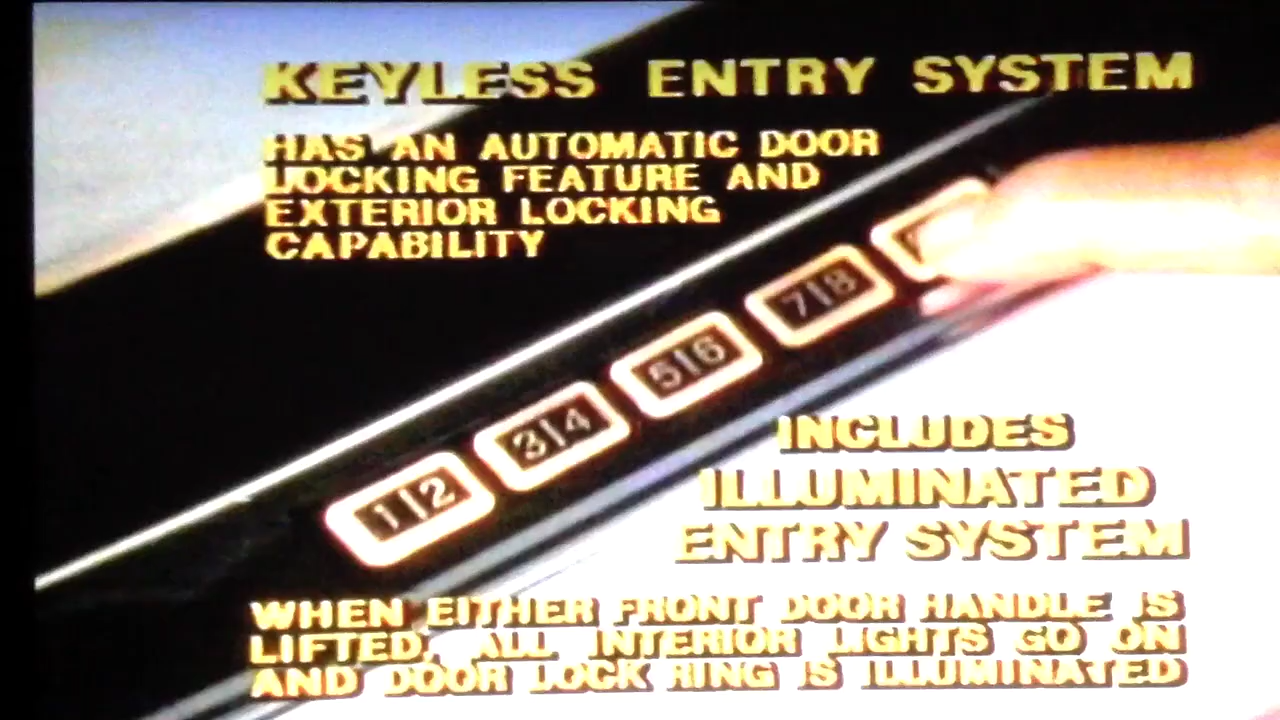 KEYLESS ENTRY SYSTEM
HAS AN AUTOMATIC DOOR
LOCKING FEATURE AND
EXTERIOR LOCKING
CAPABILITY
7|8
5|6
3|4
1|2
INCLUDES
ILLUMINATED
ENTRY SYSTEM
WHEN EITHER FRONT DOOR HANDLE IS
LIFTED, ALL INTERIOR LIGHTS GO ON
AND DOOR LOCK RING IS ILLUMINATED